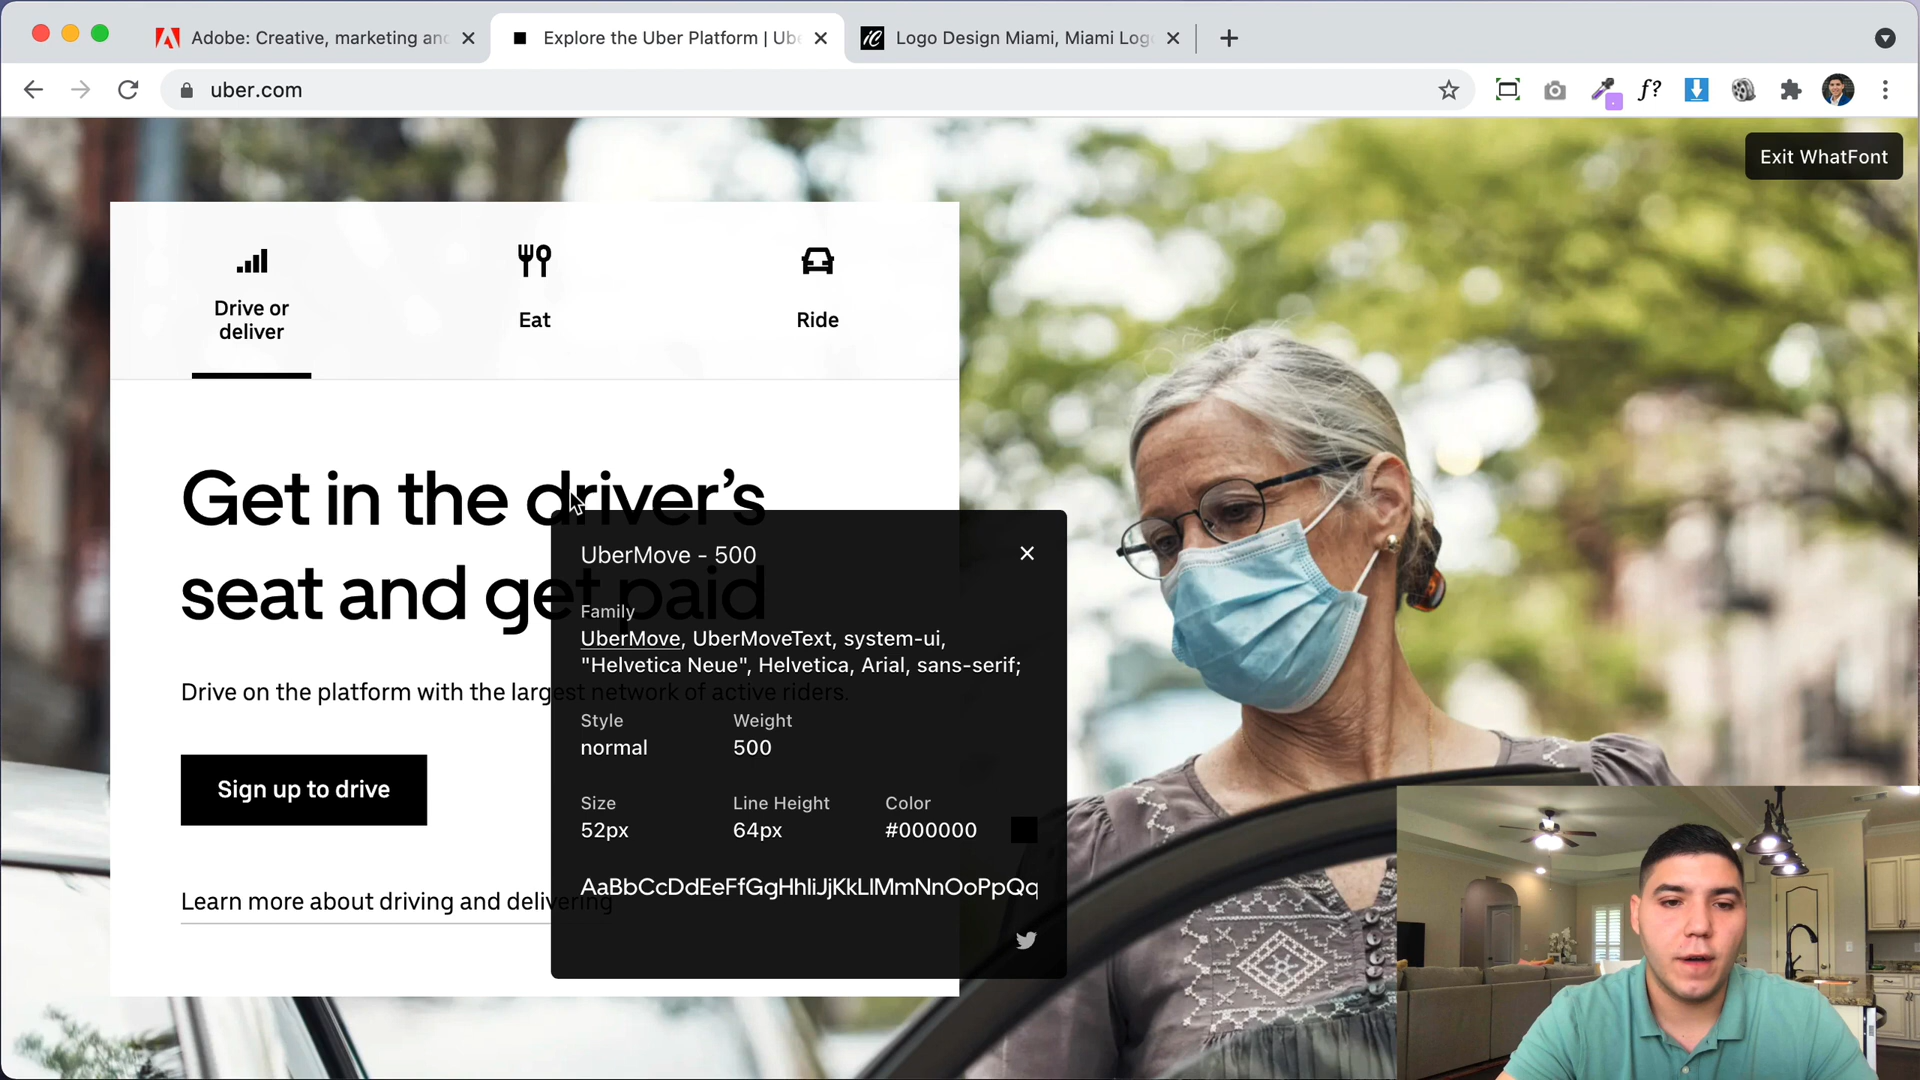 Adobe: Creative, marketing and
Explore the Uber Platform | Ube
iC
Logo Design Miami, Miami Log
uber.com
f?
Exit WhatFont
Drive or
deliver
Eat
Ride
Get in the driver's
seat and get paid
Drive on the platform with the largest network of active riders.
Sign up to drive
Learn more about driving and delivering
UberMove - 500
Family
UberMove, UberMoveText, system-ui,
"Helvetica Neue", Helvetica, Arial, sans-serif;
Style
Weight
normal
500
Size
Line Height
Color
52px
64px
#000000
AaBbCcDdEeFfGgHhIiJjKkLlMmNnOoPpQq